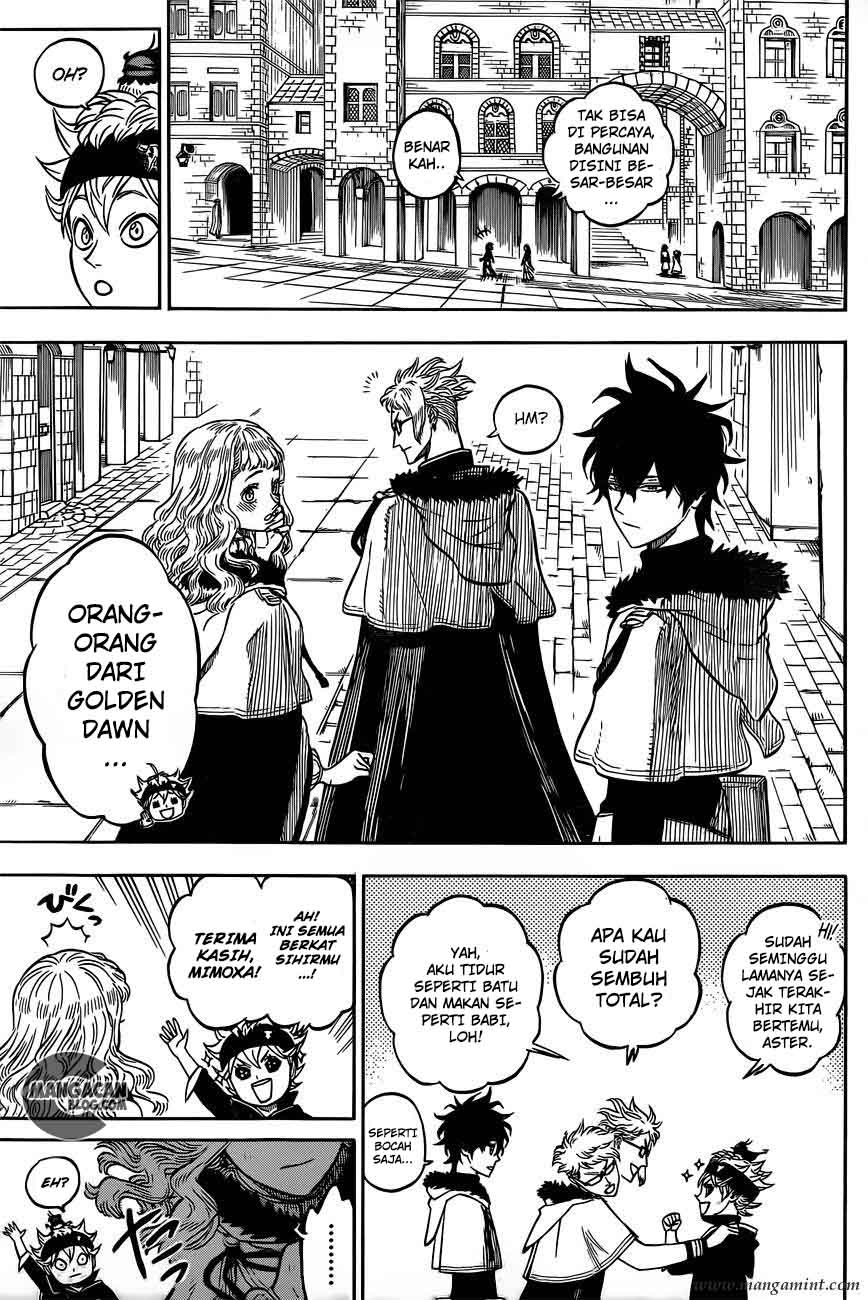 TAK BISA
DI PERCAYA,
BANGUNAN
DISINI BE-
SAR-BESAR
...
BENAR
KAH..
OH?
HM?
ORANG-
ORANG
DARI
GOLDEN
DAWN
...
HI!
SUDAH
SEMINGGU
LAMANYA SE-
JAK TERAK-
HIR KITA
BERTEMU,
ASTER.
APA KAU
SUDAH
SEMBUH
TOTAL?
YAH,
AKU TIDUR
SEPERTI BATU
DAN MAKAN SE-
PERTI BABI,
LOH!
SEPERTI
BOCAH
SAJA...
AH!
INI SEMUA
BERKAT
SIHIRMU
...!
TERIMA
KASIH,
MIMOXA!
びくっ
........
EH?
MANGACAN
BLOG.COM
www.mangamint.com